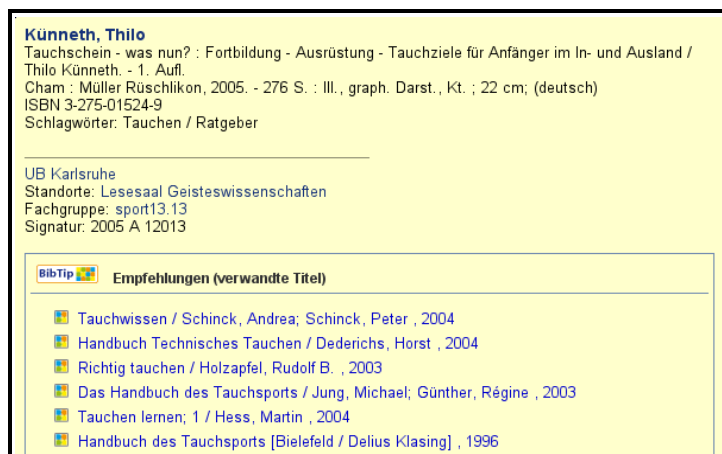 Künneth, Thilo
Tauchschein - was nun? : Fortbildung - Ausrüstung - Tauchziele für Anfänger im In- und Ausland /
Thilo Künneth. - 1. Aufl.
Cham : Müller Rüschlikon, 2005. - 276 S. : Ill., graph. Darst., Kt. ; 22 cm; (deutsch)
ISBN 3-275-01524-9
Schlagwörter: Tauchen / Ratgeber
UB Karlsruhe
Standorte: Lesesaal Geisteswissenschaften
Fachgruppe: sport13.13
Signatur: 2005 A 12013
BibTip Empfehlungen (verwandte Titel)
Tauchwissen / Schinck, Andrea; Schinck, Peter , 2004
Handbuch Technisches Tauchen / Dederichs, Horst , 2004
Richtig tauchen / Holzapfel, Rudolf B. , 2003
Das Handbuch des Tauchsports / Jung, Michael; Günther, Régine , 2003
Tauchen lernen; 1 / Hess, Martin , 2004
Handbuch des Tauchsports [Bielefeld / Delius Klasing] , 1996